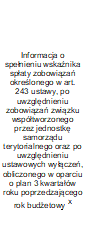 Informacja o
spełnieniu wskaźnika
spłaty zobowiązań
określonego w art.
243 ustawy, po
uwzględnieniu
zobowiązań związku
współtworzonego
przez jednostkę
samorządu
terytorialnego oraz po
uwzględnieniu
ustawowych wyłączeń,
obliczonego w oparciu
o plan 3 kwartałów
roku poprzedzającego
rok budżetowy x